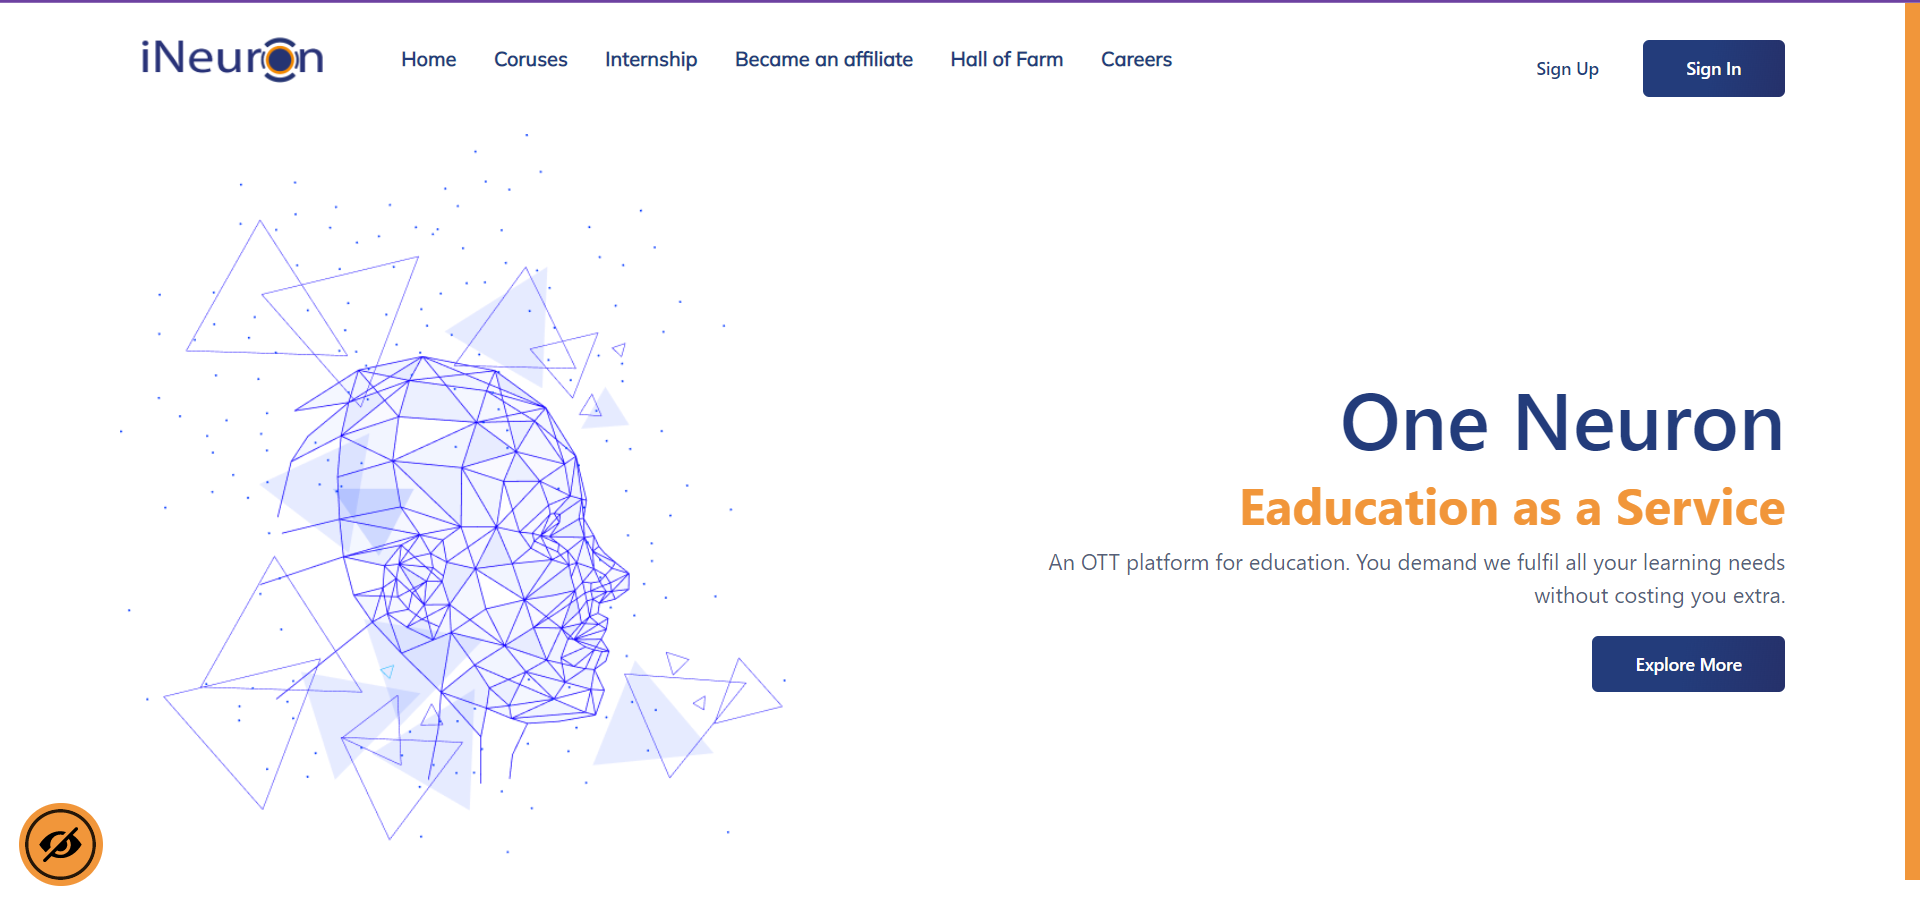 iNeuron
Home Coruses Internship Became an affiliate Hall of Farm Careers
Sign Up Sign In
One Neuron
Eaducation as a Service
An OTT platform for education. You demand we fulfil all your learning needs
without costing you extra.
Explore More